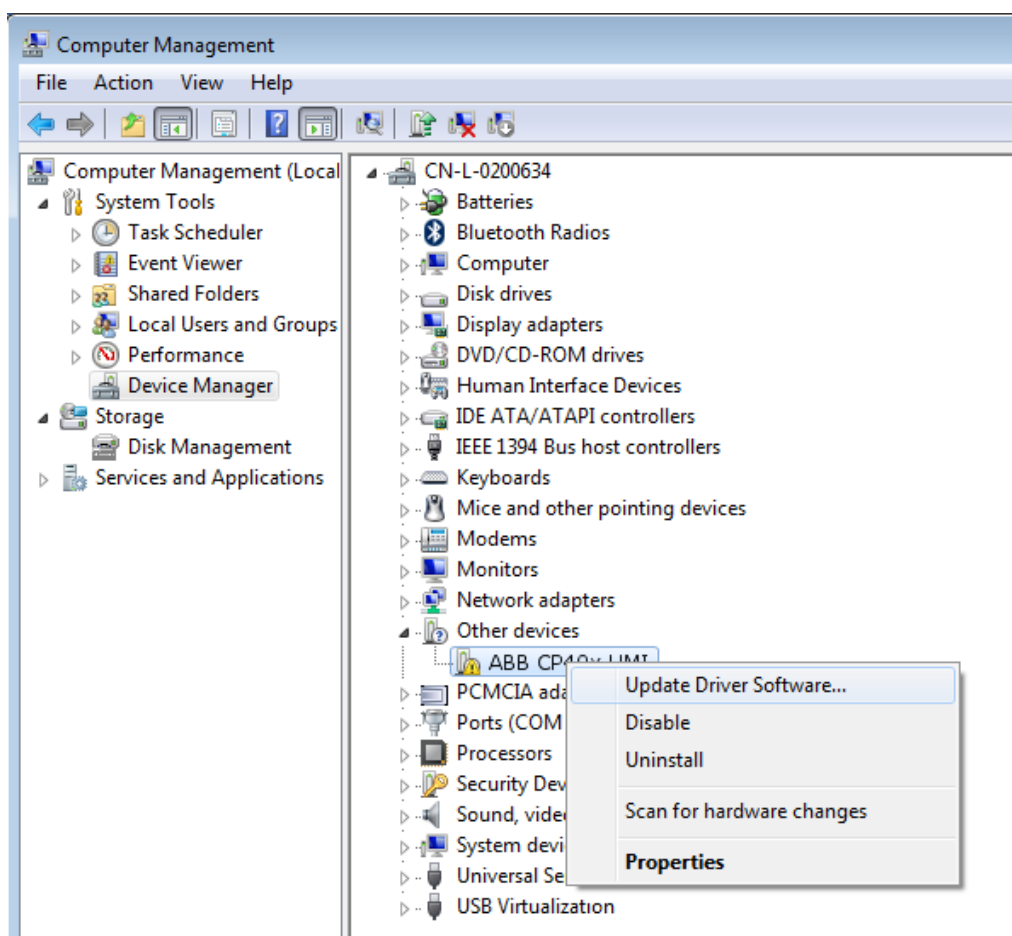 Computer Management
File Action View Help
Computer Management (Local
System Tools
Task Scheduler
Event Viewer
Shared Folders
Local Users and Groups
Performance
Device Manager
Storage
Disk Management
Services and Applications
CN-L-0200634
Batteries
Bluetooth Radios
Computer
Disk drives
Display adapters
DVD/CD-ROM drives
Human Interface Devices
IDE ATA/ATAPI controllers
IEEE 1394 Bus host controllers
Keyboards
Mice and other pointing devices
Modems
Monitors
Network adapters
Other devices
ABB CP40x HMI
PCMCIA ada
Ports (COM
Processors
Security Dev
Sound, vide
System devi
Universal Se
USB Virtualization
Update Driver Software...
Disable
Uninstall
Scan for hardware changes
Properties